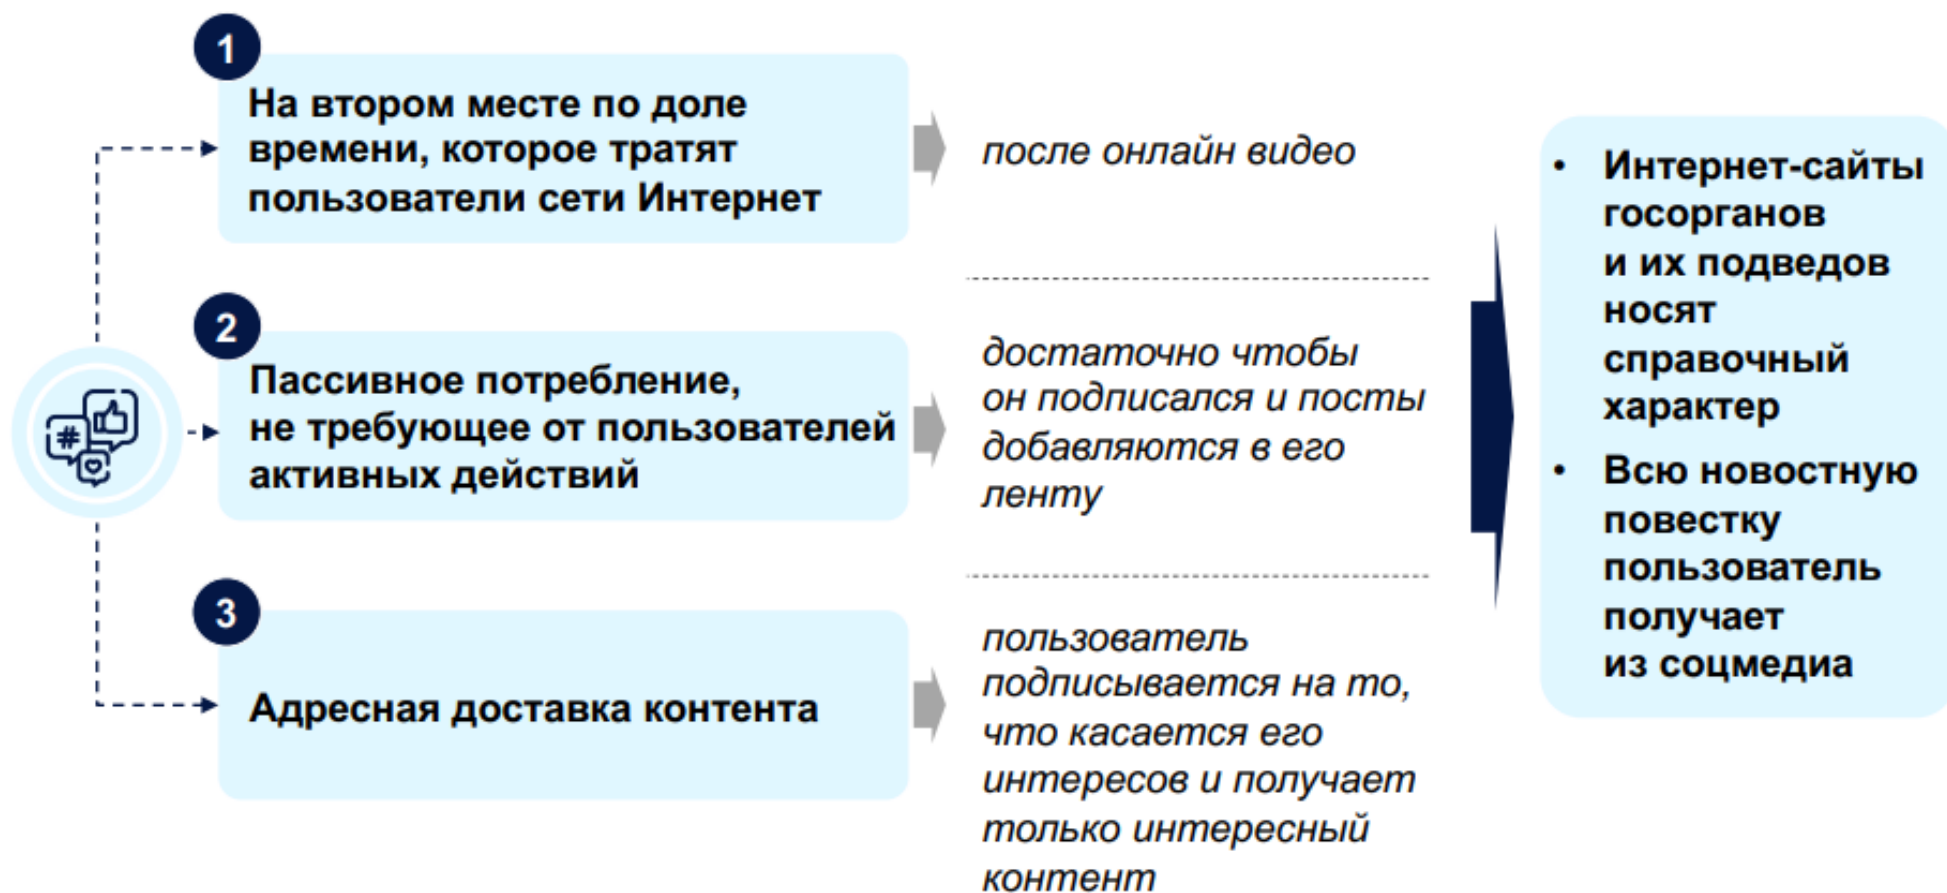 1
На втором месте по доле
времени, которое тратят
пользователи сети Интернет
после онлайн видео
2
Пассивное потребление,
не требующее от пользователей
активных действий
достаточно чтобы
он подписался и посты
добавляются в его
ленту
3
Адресная доставка контента
пользователь
подписывается на то,
что касается его
интересов и получает
только интересный
контент
• Интернет-сайты
госорганов
и их подведов
носят
справочный
характер
• Всю новостную
повестку
пользователь
получает
из соцмедиа
#